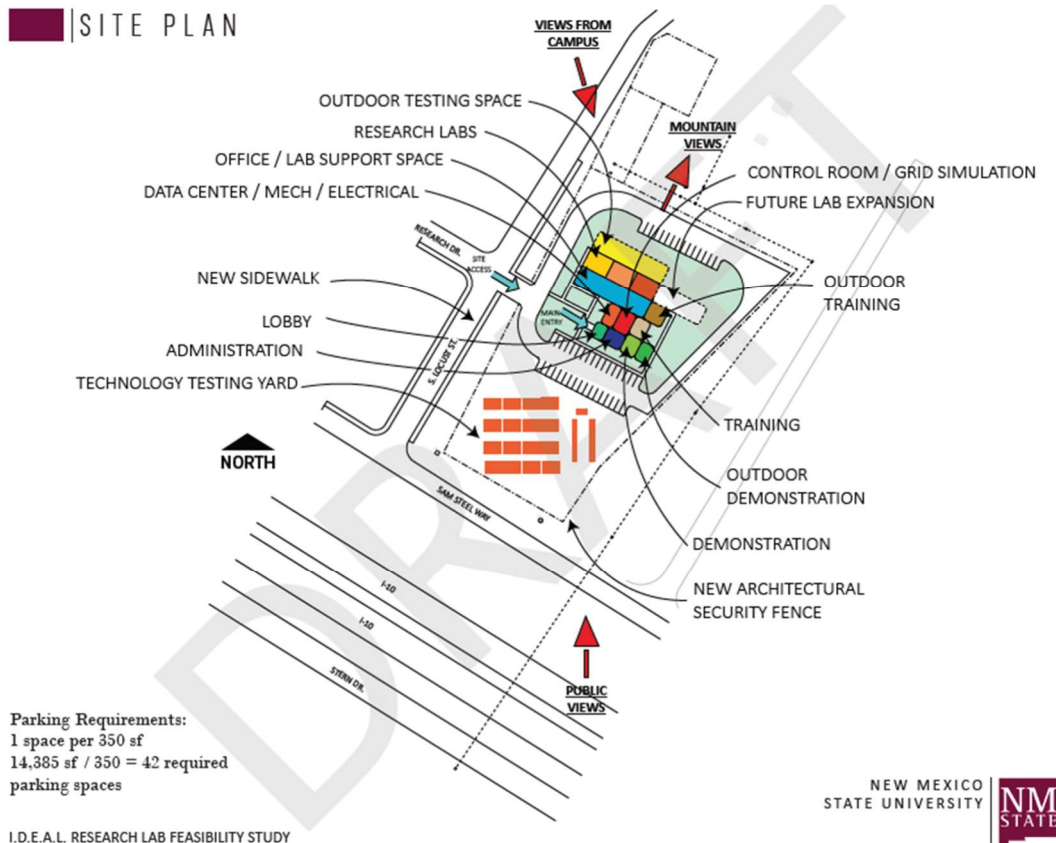 SITE PLAN
VIEWS FROM
CAMPUS
OUTDOOR TESTING SPACE
RESEARCH LABS
OFFICE / LAB SUPPORT SPACE
DATA CENTER / MECH / ELECTRICAL
MOUNTAIN
VIEWS
CONTROL ROOM / GRID SIMULATION
FUTURE LAB EXPANSION
RESEARCH DR.
SITE
ACCESS
NEW SIDEWALK
OUTDOOR
TRAINING
LOBBY
MAIN
ENTRY
ADMINISTRATION
S. LOCUST ST.
TECHNOLOGY TESTING YARD
TRAINING
NORTH
OUTDOOR
DEMONSTRATION
SAM STEEL WAY
DEMONSTRATION
NEW ARCHITECTURAL
SECURITY FENCE
I-10
I-10
STERN DR.
PUBLIC
VIEWS
DRAFT
Parking Requirements:
1 space per 350 sf
14,385 sf / 350 = 42 required
parking spaces
NEW MEXICO
STATE UNIVERSITY
NM
STATE
I.D.E.A.L. RESEARCH LAB FEASIBILITY STUDY